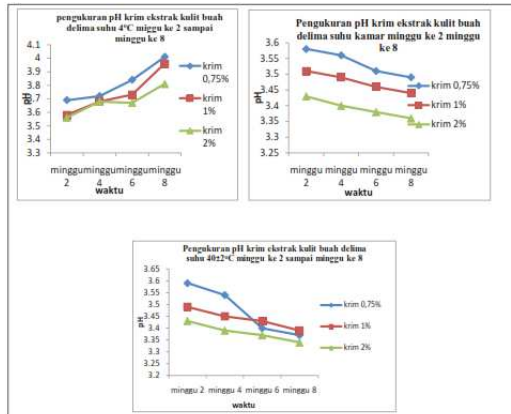 pengukuran pH krim ekstrak kulit buah
delima suhu 4°C miggu ke 2 sampai
minggu ke 8
4.1
4
3.9
3.8
3.7
3.6
3.5
3.4
3.3
pH
minggu minggu minggu minggu
2 4 6 8
waktu
krim
0,75%
krim
1%
krim
2%
Pengukuran pH krim ekstrak kulit buah
delima suhu kamar minggu ke 2 minggu
ke 8
3.6
3.55
3.5
3.45
3.4
3.35
3.3
3.25
pH
minggu minggu minggu minggu
2 4 6 8
waktu
krim 0,75%
krim 1%
krim 2%
Pengukuran pH krim ekstrak kulit buah delima
suhu 40±2°C minggu ke 2 sampai minggu ke 8
3.65
3.6
3.55
3.5
3.45
3.4
3.35
3.3
3.25
3.2
pH
minggu 2 minggu 4 minggu 6 minggu 8
waktu
krim 0,75%
krim 1%
krim 2%